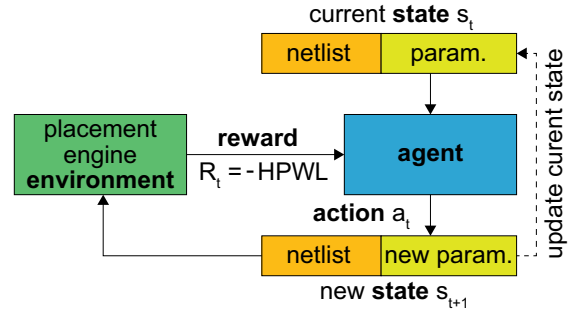 current state s_t
netlist param.
placement
engine
environment
reward
R_t = -HPWL
agent
action a_t
netlist new param.
new state s_{t+1}
update curent state